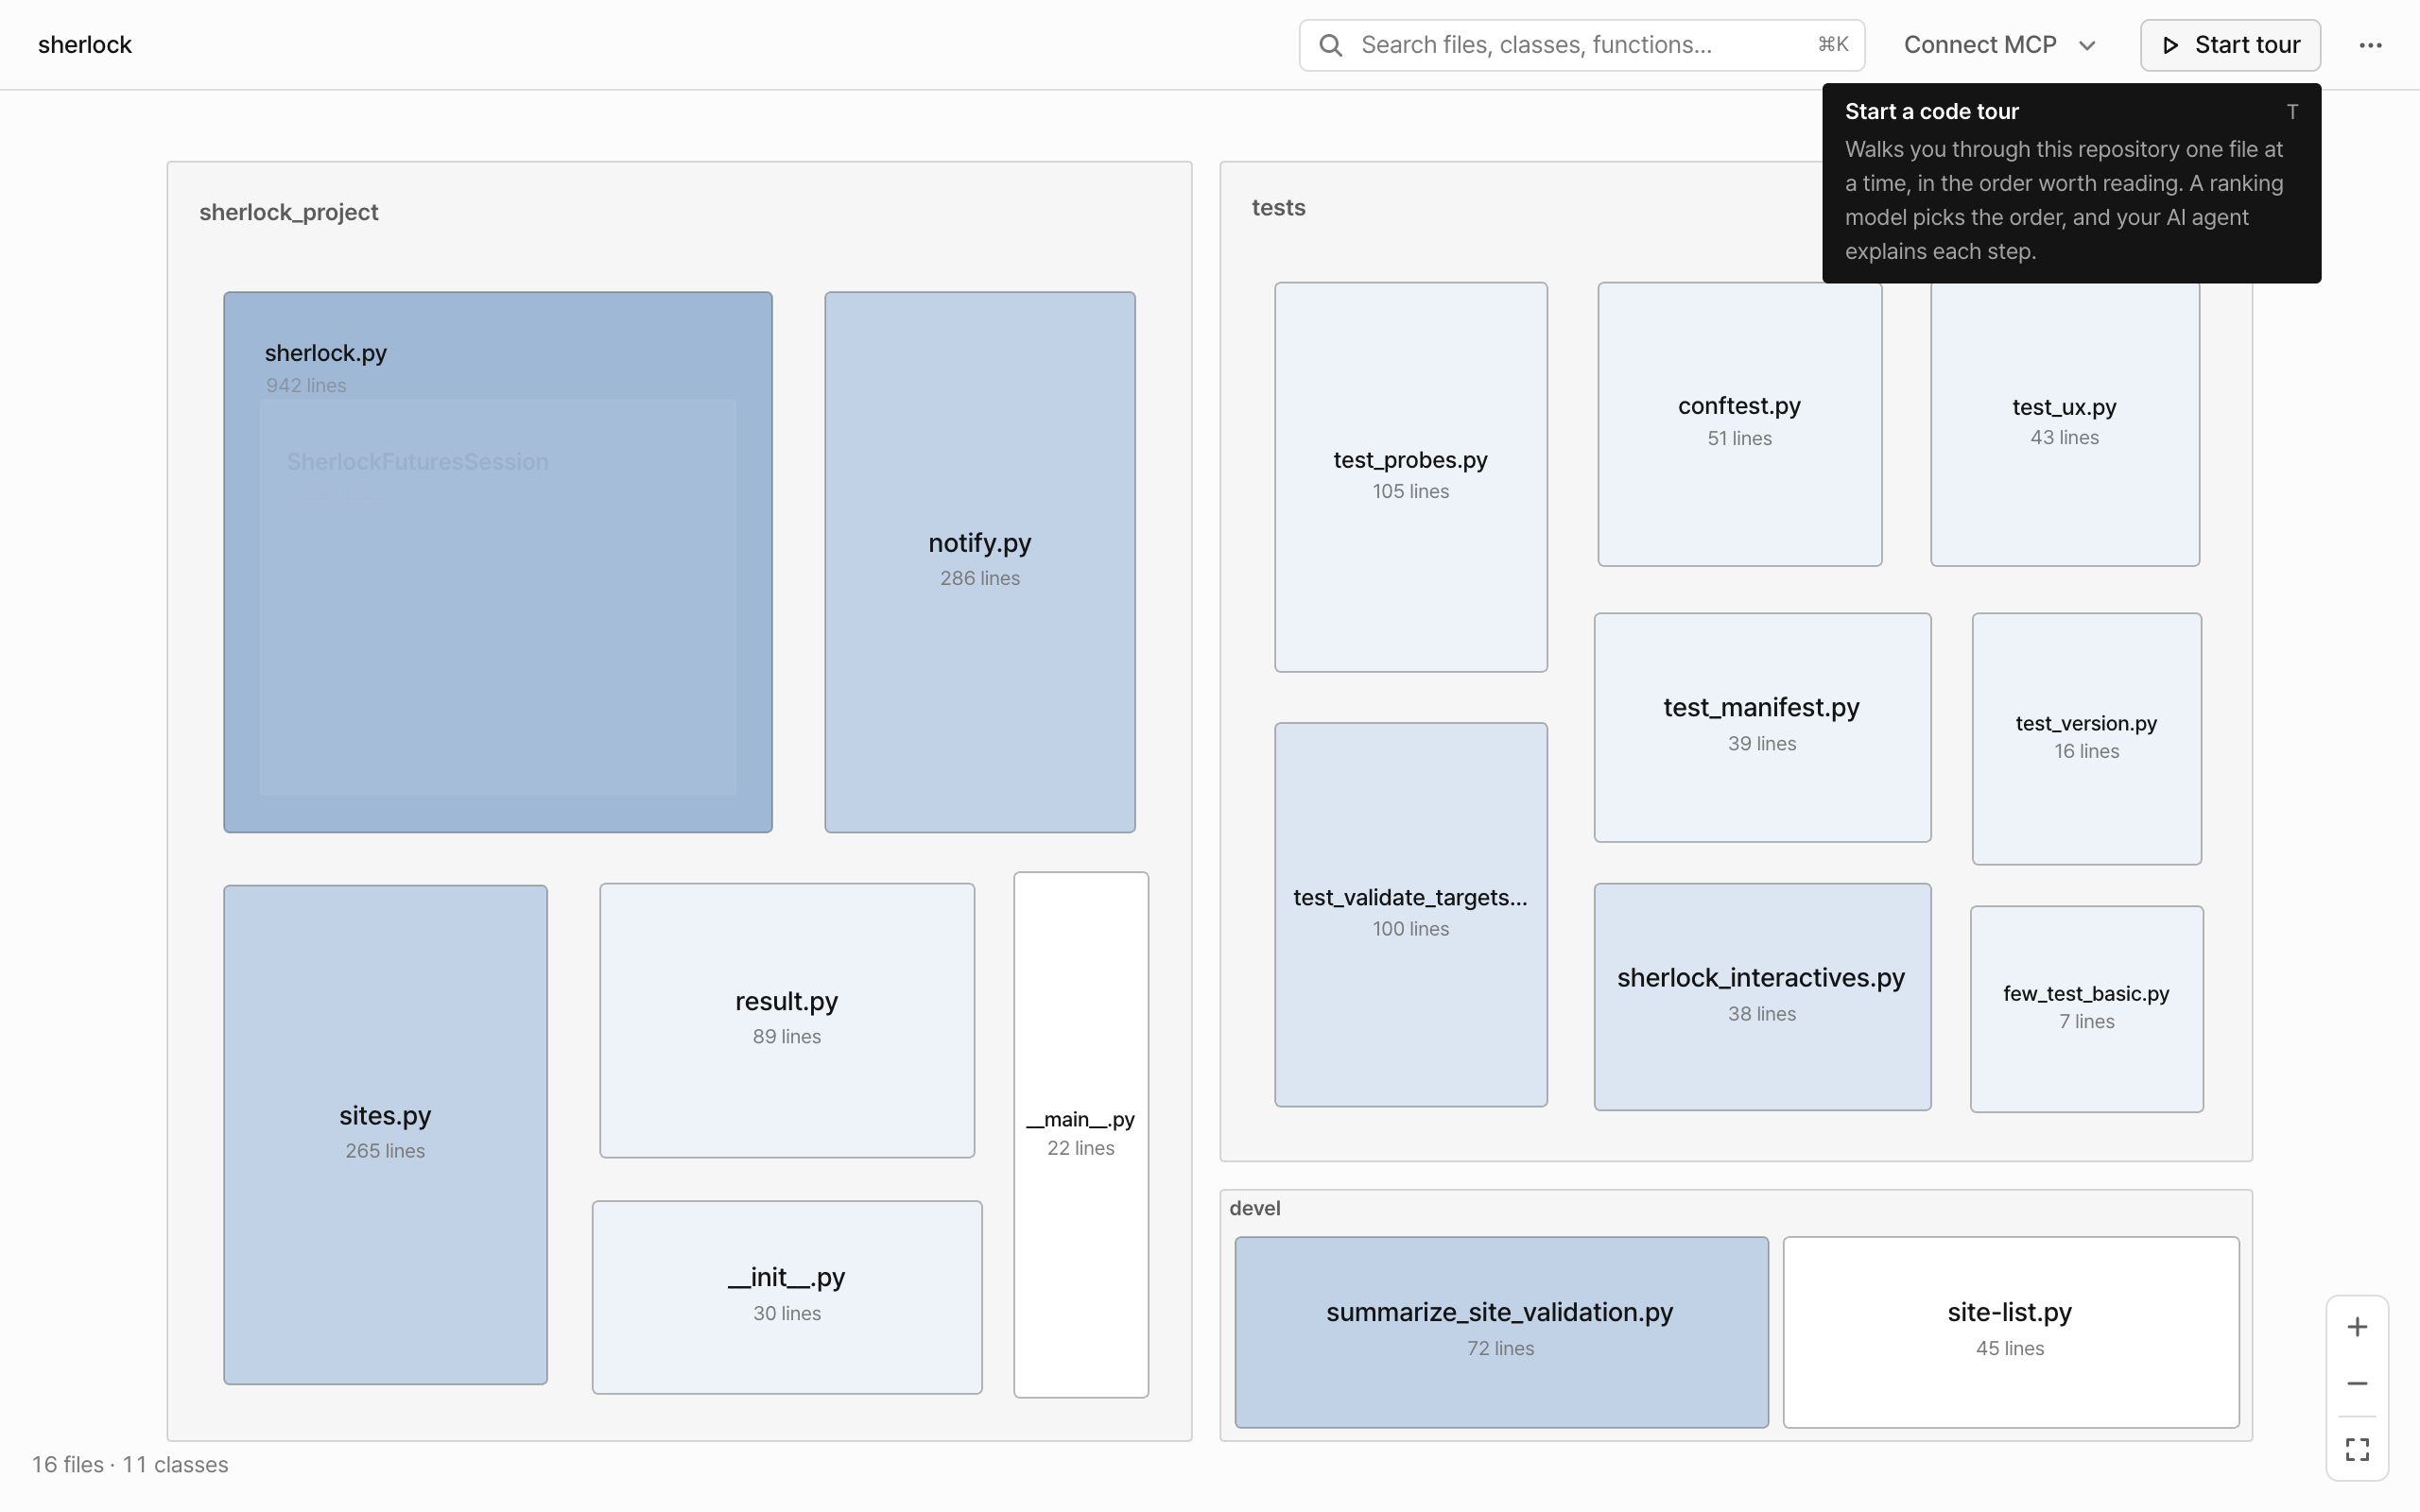 sherlock
Search files, classes, functions...
⌘K
Connect MCP
Start tour
Start a code tour
T
Walks you through this repository one file at
a time, in the order worth reading. A ranking
model picks the order, and your AI agent
explains each step.
sherlock_project
sherlock.py
942 lines
SherlockFuturesSession
notify.py
286 lines
sites.py
265 lines
result.py
89 lines
__main__.py
22 lines
__init__.py
30 lines
tests
test_probes.py
105 lines
conftest.py
51 lines
test_ux.py
43 lines
test_manifest.py
39 lines
test_version.py
16 lines
test_validate_targets...
100 lines
sherlock_interactives.py
38 lines
few_test_basic.py
7 lines
devel
summarize_site_validation.py
72 lines
site-list.py
45 lines
16 files · 11 classes